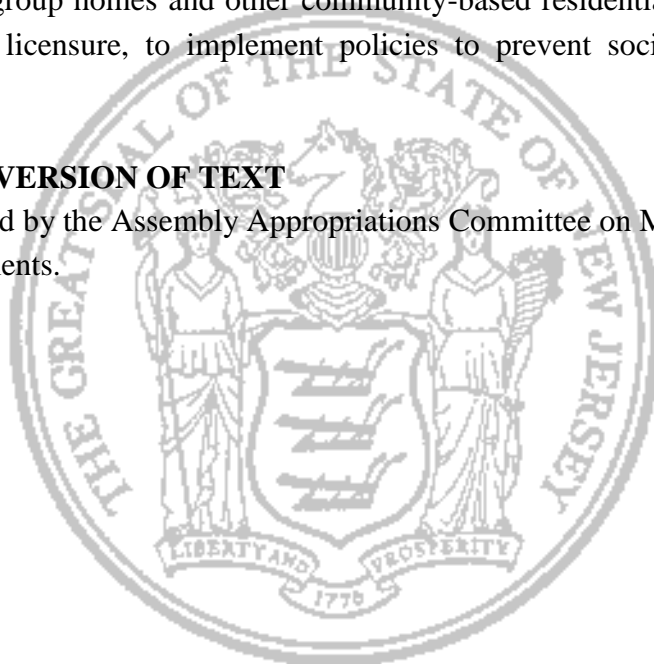 group homes and other community-based residential
licensure, to implement policies to prevent soci
VERSION OF TEXT
d by the Assembly Appropriations Committee on M
ents.
THE GREAT SEAL OF THE STATE OF NEW JERSEY
LIBERTY AND PROSPERITY
1776